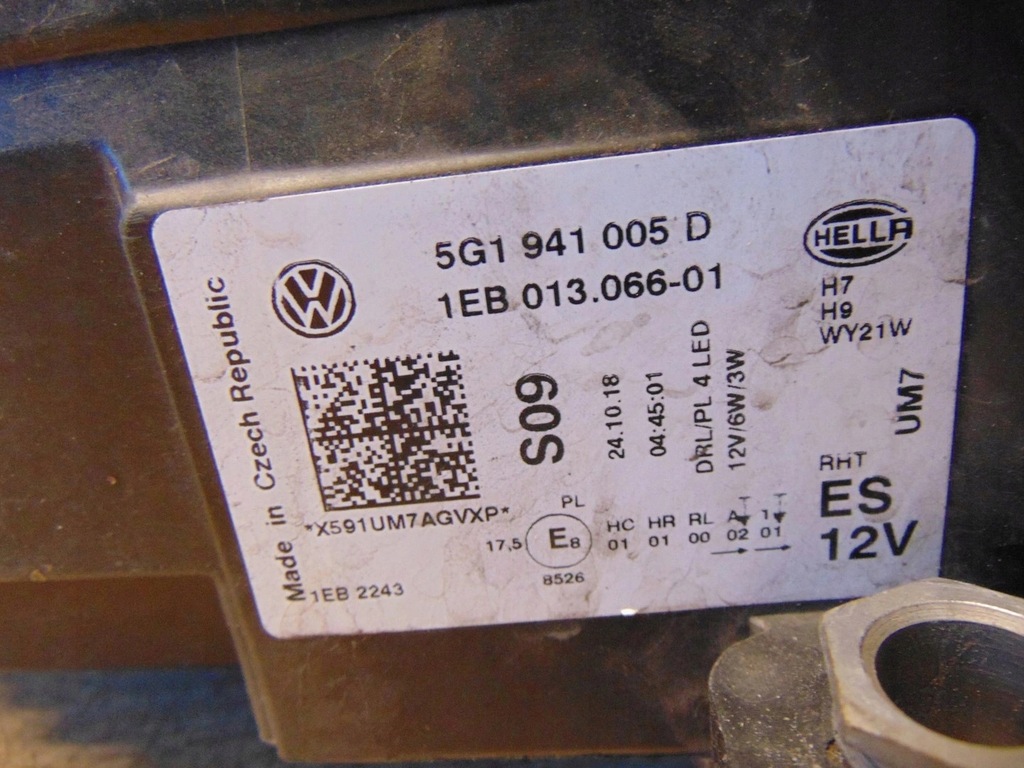 5G1 941 005 D
1EB 013.066-01
HELLA
H7
H9
WY21W
Made in Czech Republic
S09
24.10.18
04:45:01
DRL/PL 4 LED
12V/6W/3W
UM7
*X591UM7AGVXP*
RHT
ES
12V
PL
17,5 E8
8526
HC 01
HR 01
RL 00
02
01
1EB 2243